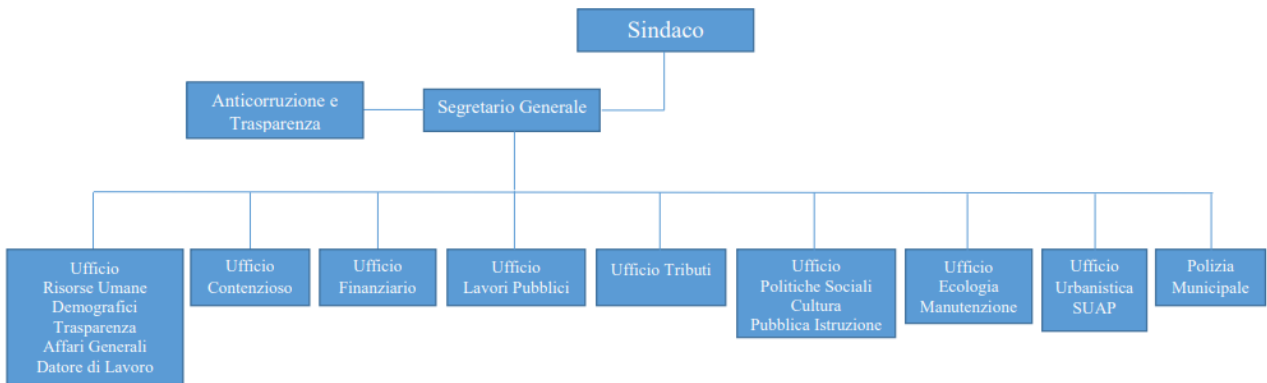 Sindaco
Anticorruzione e
Trasparenza
Segretario Generale
Ufficio
Risorse Umane
Demografici
Trasparenza
Affari Generali
Datore di Lavoro
Ufficio
Contenzioso
Ufficio
Finanziario
Ufficio
Lavori Pubblici
Ufficio Tributi
Ufficio
Politiche Sociali
Cultura
Pubblica Istruzione
Ufficio
Ecologia
Manutenzione
Ufficio
Urbanistica
SUAP
Polizia
Municipale